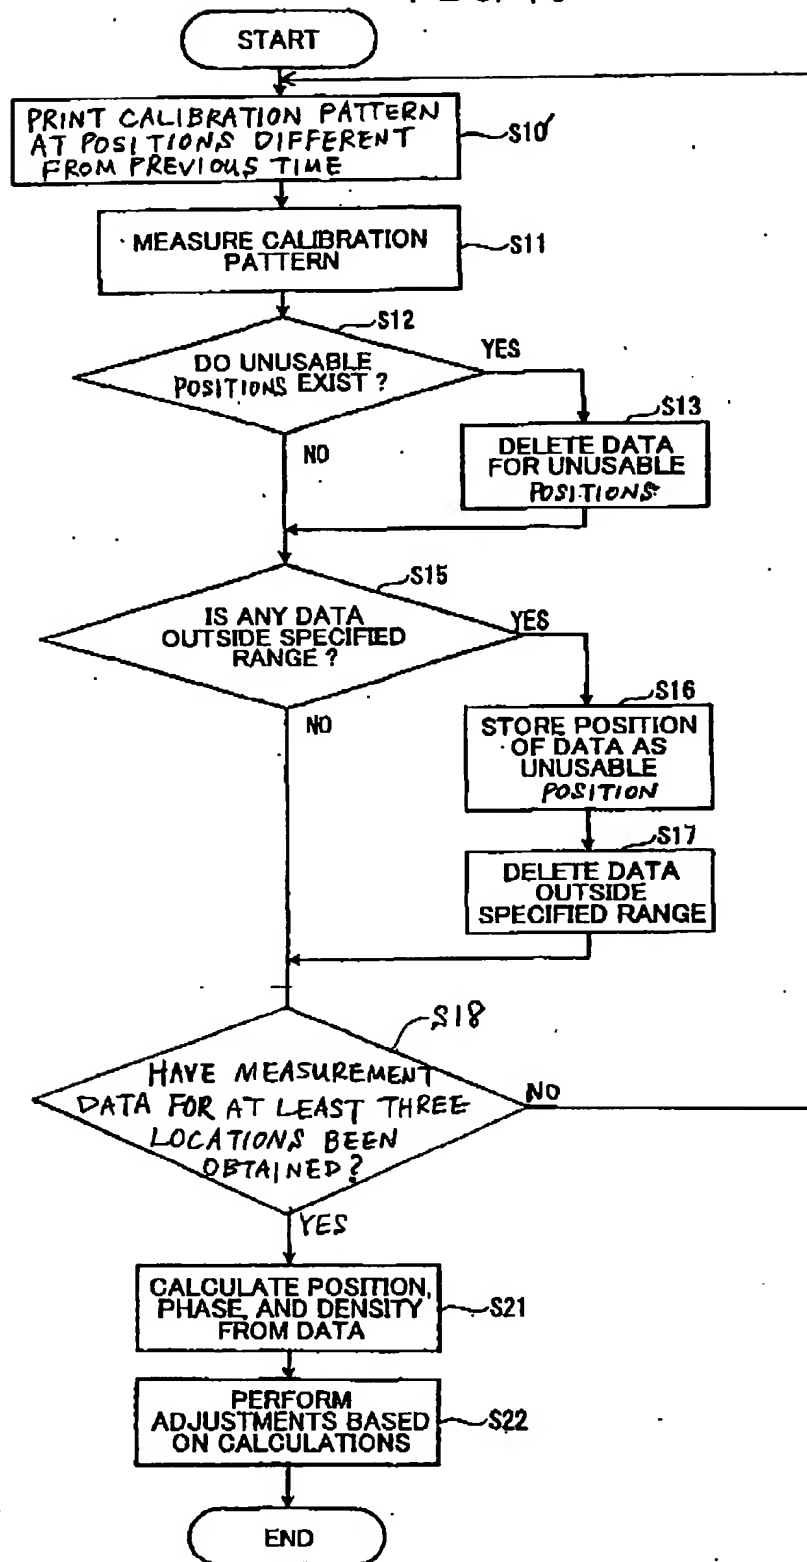 START
PRINT CALIBRATION PATTERN
AT POSITIONS DIFFERENT
FROM PREVIOUS TIME
S10'
MEASURE CALIBRATION
PATTERN
S11
S12
DO UNUSABLE
POSITIONS EXIST ?
YES
NO
S13
DELETE DATA
FOR UNUSABLE
POSITIONS
S15
IS ANY DATA
OUTSIDE SPECIFIED
RANGE ?
YES
NO
S16
STORE POSITION
OF DATA AS
UNUSABLE
POSITION
S17
DELETE DATA
OUTSIDE
SPECIFIED RANGE
S18
HAVE MEASUREMENT
DATA FOR AT LEAST THREE
LOCATIONS BEEN
OBTAINED?
NO
YES
CALCULATE POSITION,
PHASE, AND DENSITY
FROM DATA
S21
PERFORM
ADJUSTMENTS BASED
ON CALCULATIONS
S22
END